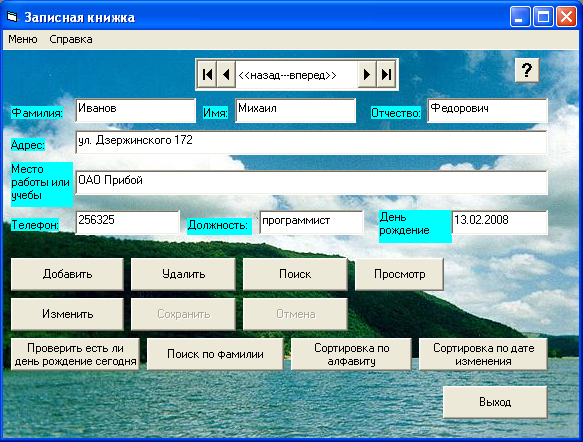 Записная книжка
Меню Справка
<<назад---вперед>>
?
Фамилия: Иванов Имя: Михаил Отчество: Федорович
Адрес: ул. Дзержинского 172
Место
работы или
учебы
ОАО Прибой
Телефон: 256325 Должность: программист
День
рождение
13.02.2008
Добавить Удалить Поиск Просмотр
Изменить Сохранить Отмена
Проверить есть ли
день рождение сегодня
Поиск по фамилии
Сортировка по
алфавиту
Сортировка по дате
изменения
Выход